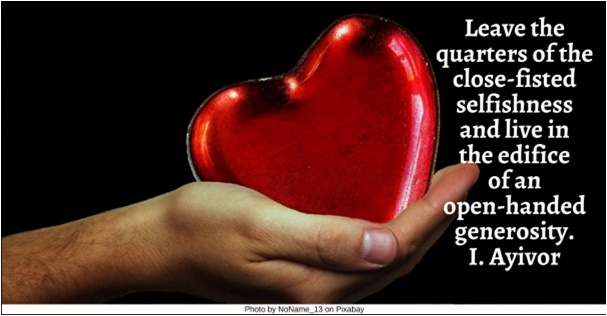 Leave the
quarters of the
close-fisted
selfishness
and live in
the edifice
of an
open-handed
generosity.
I. Ayivor
Photo by NoName_13 on Pixabay